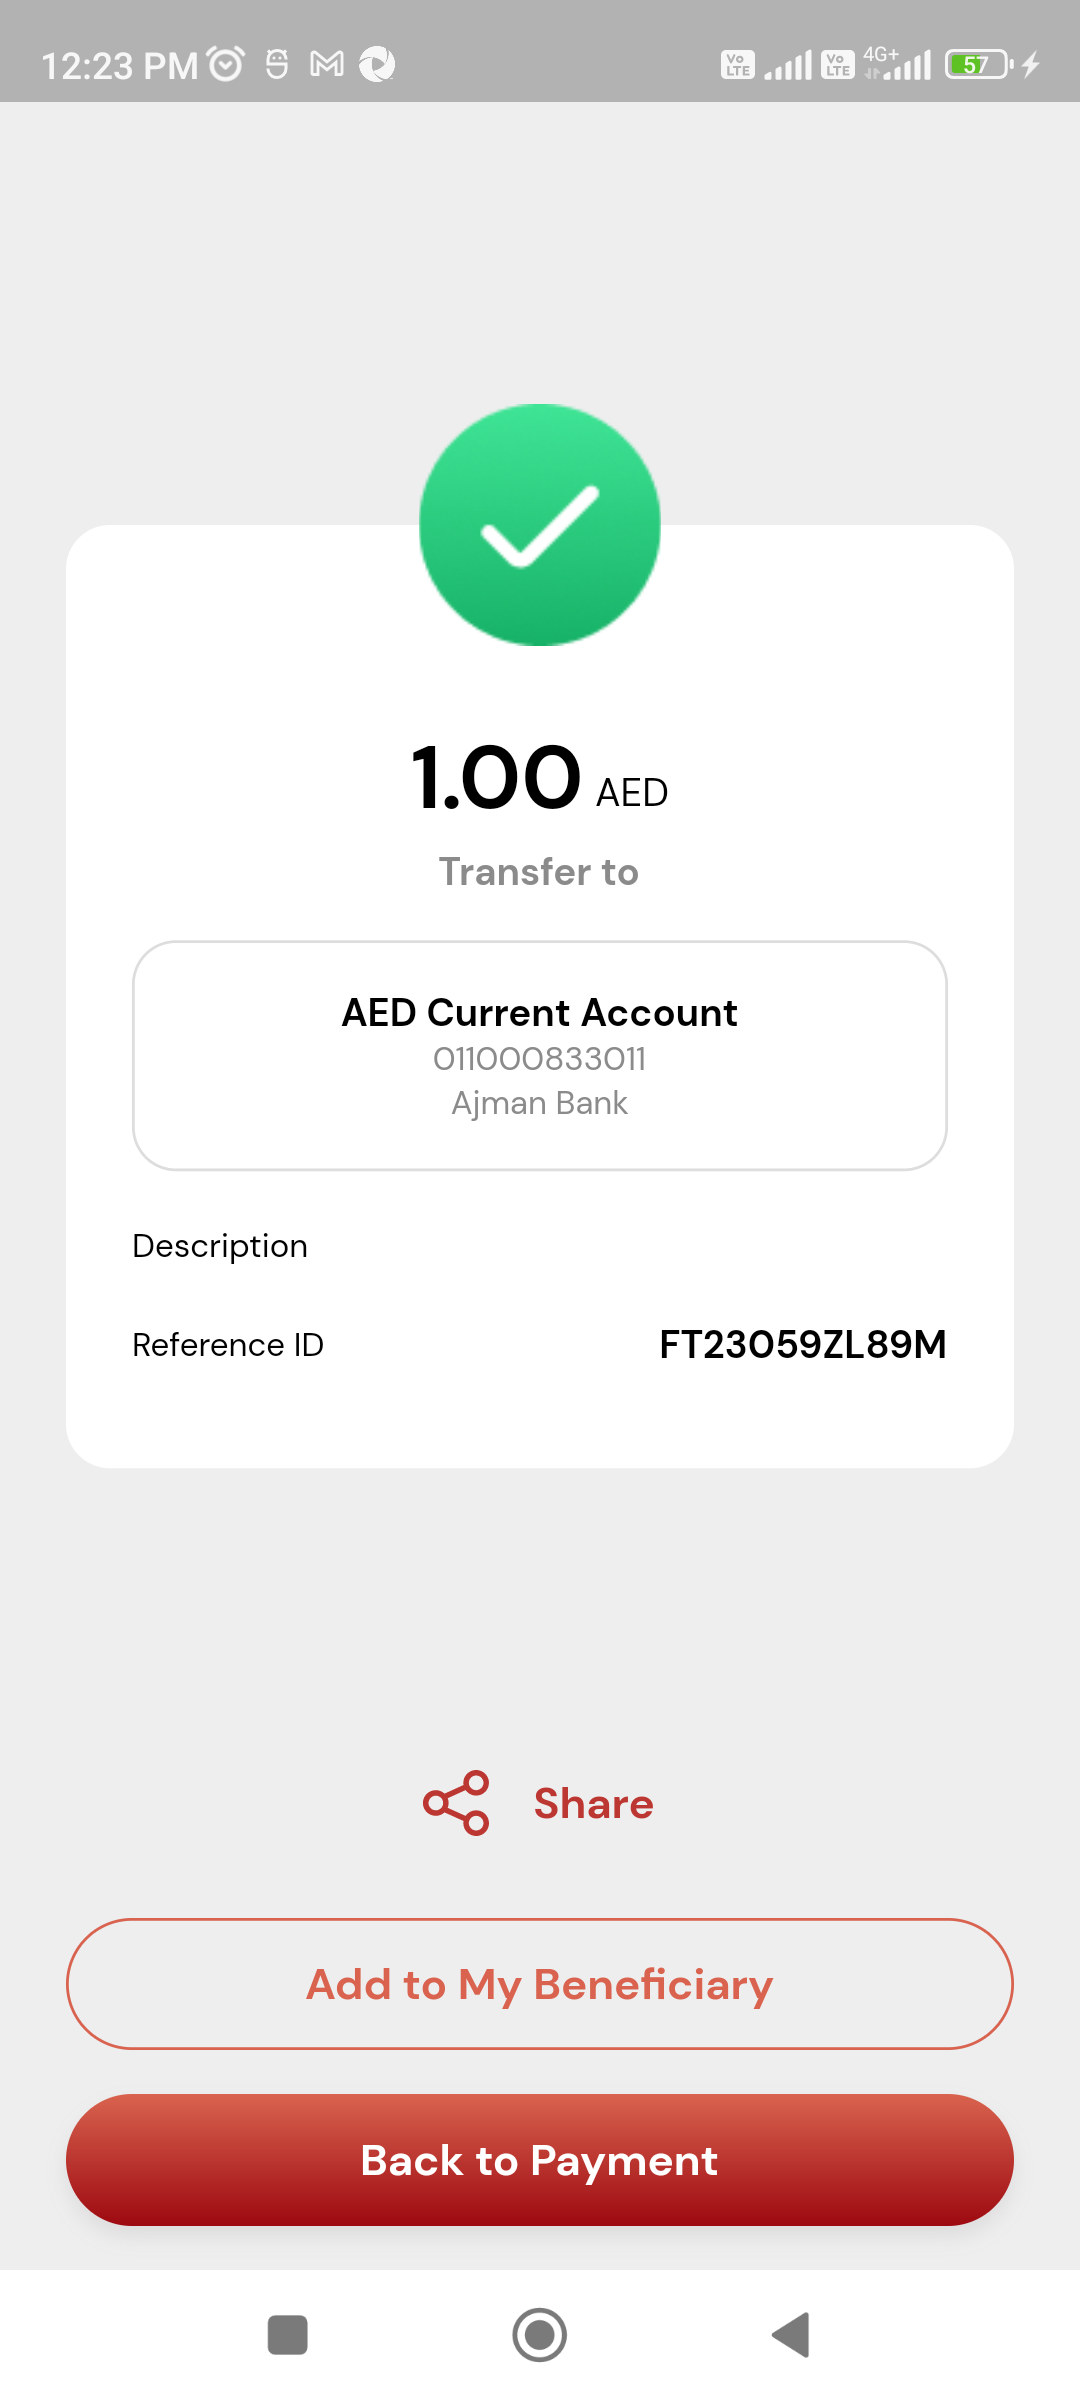 12:23 PM
Vo LTE
Vo LTE
4G+
57
1.00 AED
Transfer to
AED Current Account
011000833011
Ajman Bank
Description
Reference ID FT23059ZL89M
Share
Add to My Beneficiary
Back to Payment